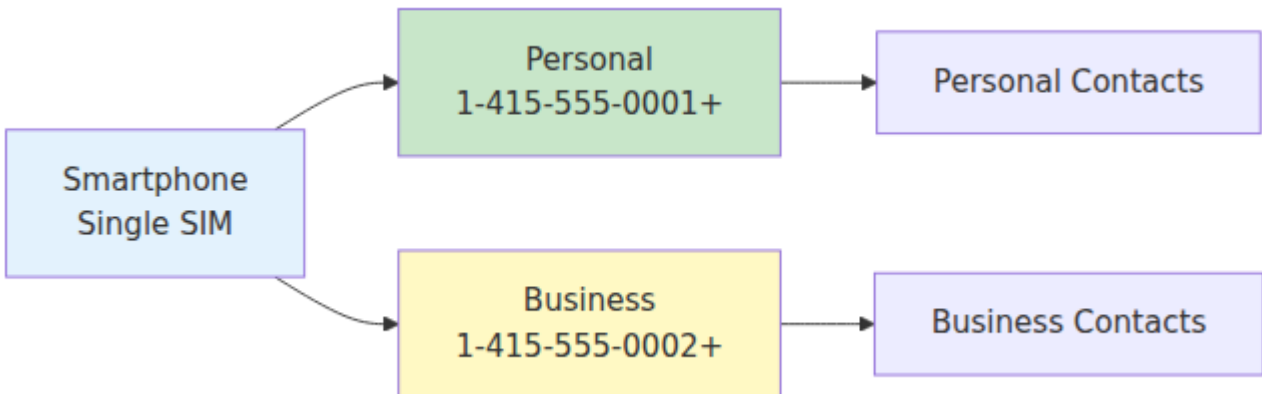 Smartphone
Single SIM
Personal
1-415-555-0001+
Personal Contacts
Business
1-415-555-0002+
Business Contacts